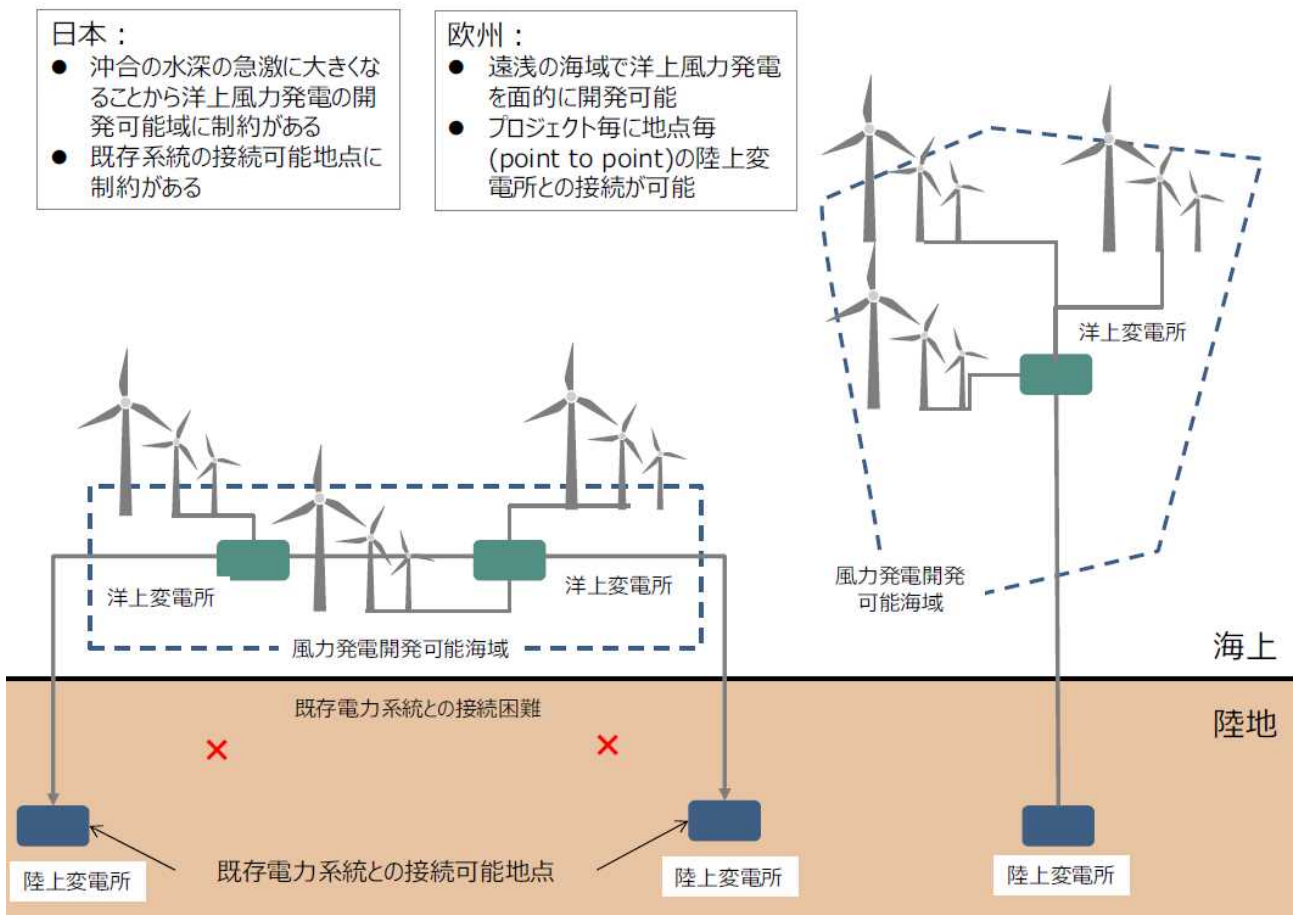 日本：
● 沖合の水深の急激に大きくな
ることから洋上風力発電の開
発可能域に制約がある
● 既存系統の接続可能地点に
制約がある
欧州：
● 遠浅の海域で洋上風力発電
を面的に開発可能
● プロジェクト毎に地点毎
(point to point)の陸上変
電所との接続が可能
洋上変電所
風力発電開発
可能海域
洋上変電所
洋上変電所
風力発電開発可能海域
海上
陸地
既存電力系統との接続困難
×
×
既存電力系統との接続可能地点
陸上変電所
陸上変電所
陸上変電所